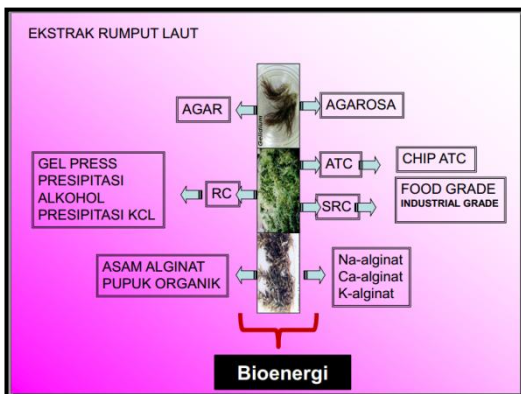 EKSTRAK RUMPUT LAUT
AGAR
Gelidium
AGAROSA
GEL PRESS
PRESIPITASI
ALKOHOL
PRESIPITASI KCL
RC
ATC
CHIP ATC
SRC
FOOD GRADE
INDUSTRIAL GRADE
ASAM ALGINAT
PUPUK ORGANIK
Na-alginat
Ca-alginat
K-alginat
Bioenergi